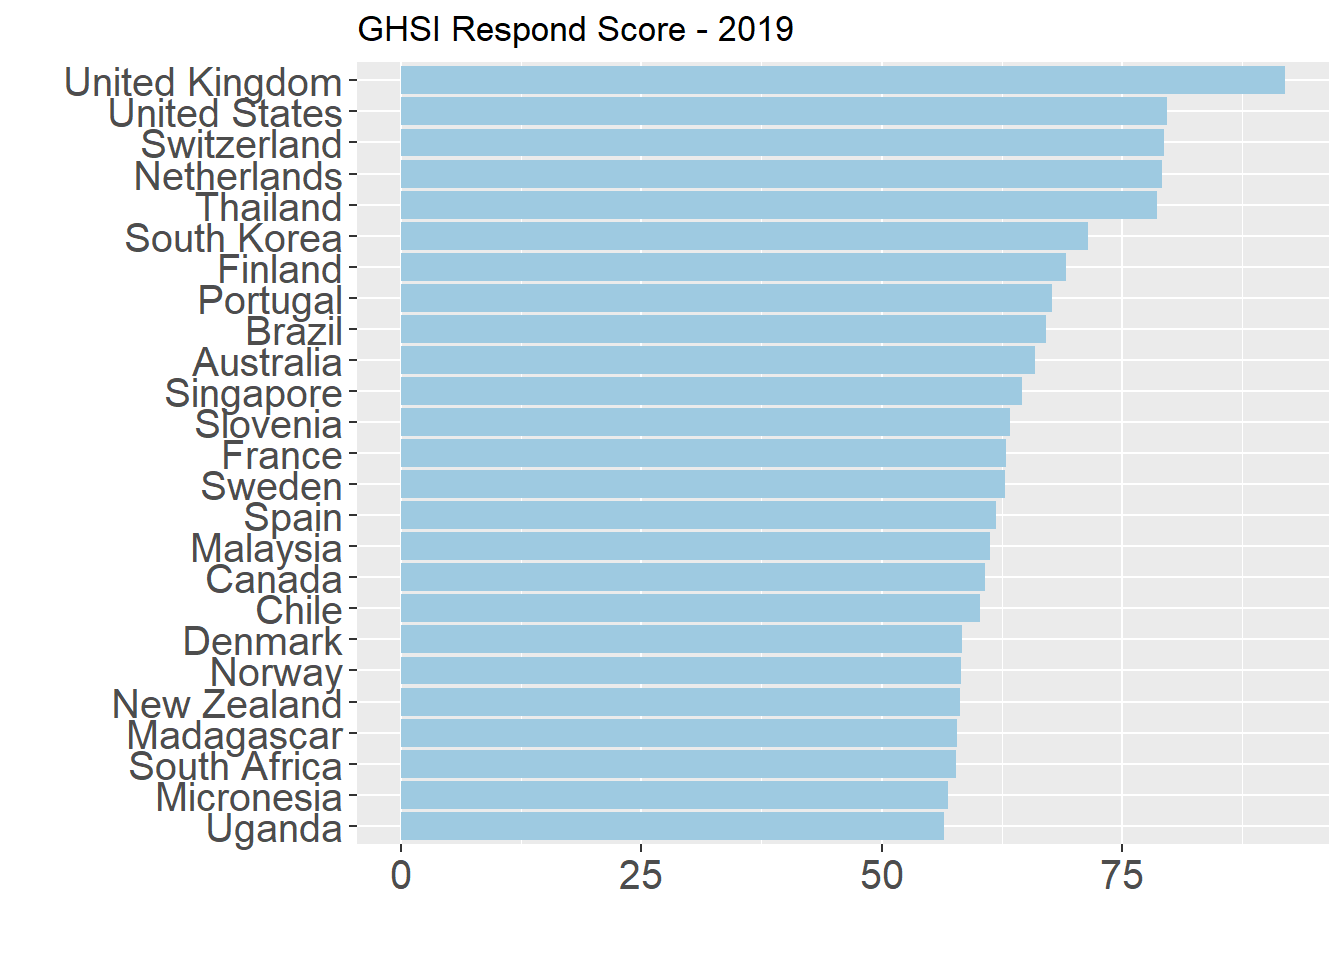 GHSI Respond Score - 2019
United Kingdom
United States
Switzerland
Netherlands
Thailand
South Korea
Finland
Portugal
Brazil
Australia
Singapore
Slovenia
France
Sweden
Spain
Malaysia
Canada
Chile
Denmark
Norway
New Zealand
Madagascar
South Africa
Micronesia
Uganda
0 25 50 75